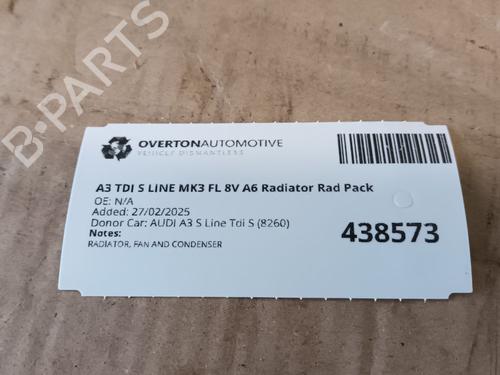 B-PARTS
OVERTONAUTOMOTIVE
VEHICLE DISMANTLERS
A3 TDI S LINE MK3 FL 8V A6 Radiator Rad Pack
OE: N/A
Added: 27/02/2025
Donor Car: AUDI A3 S Line Tdi S (8260)
Notes:
RADIATOR, FAN AND CONDENSER
438573